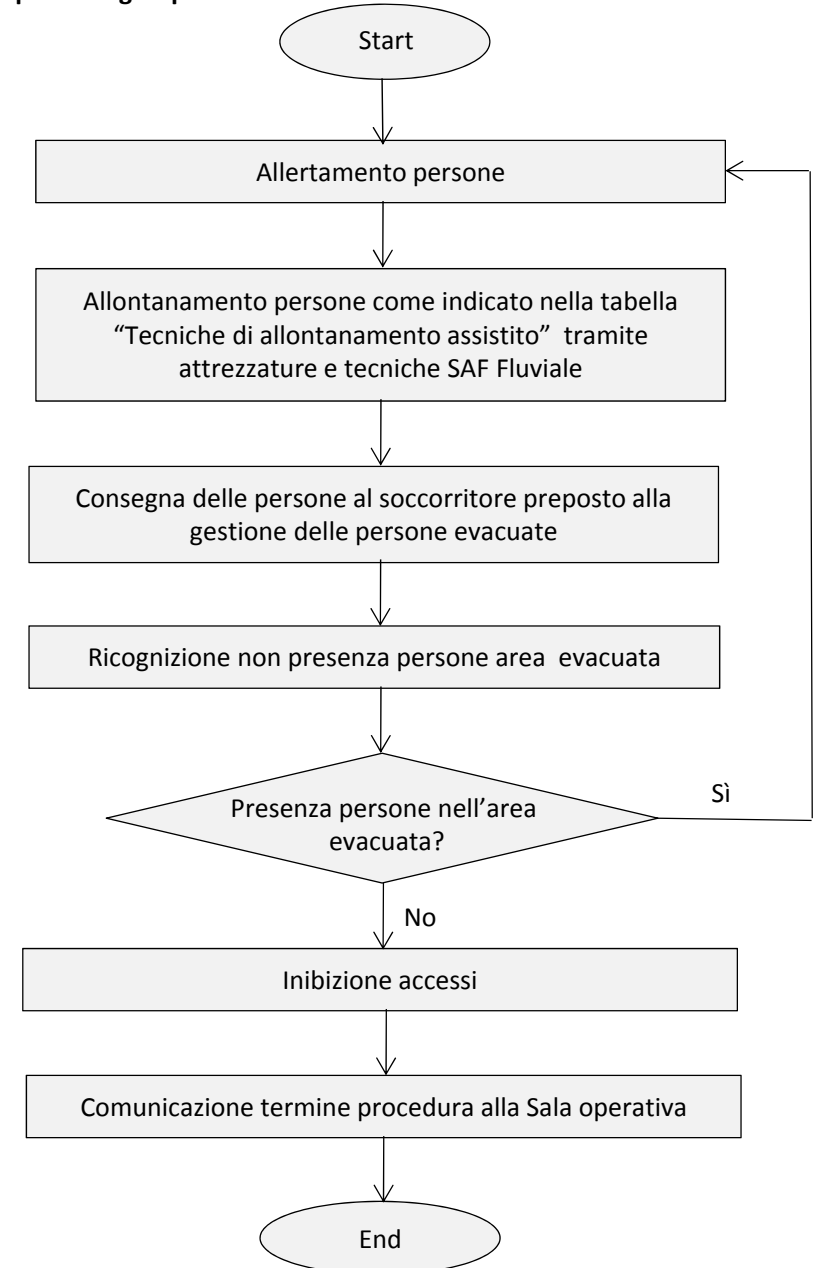 Start
Allertamento persone
Allontanamento persone come indicato nella tabella
“Tecniche di allontanamento assistito” tramite
attrezzature e tecniche SAF Fluviale
Consegna delle persone al soccorritore preposto alla
gestione delle persone evacuate
Ricognizione non presenza persone area evacuata
Presenza persone nell’area
evacuata?
Sì
No
Inibizione accessi
Comunicazione termine procedura alla Sala operativa
End